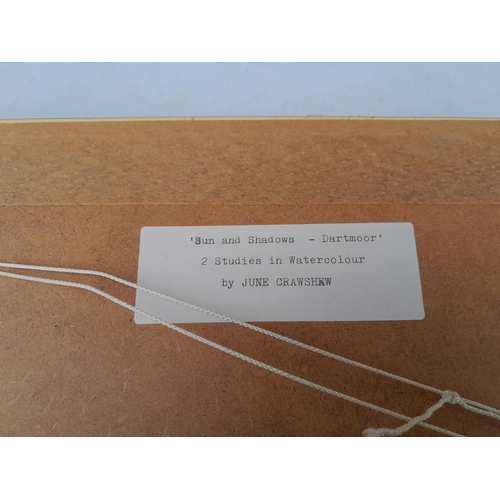 'Sun and Shadows - Dartmoor'
2 Studies in Watercolour
by JUNE CRAWSHEW